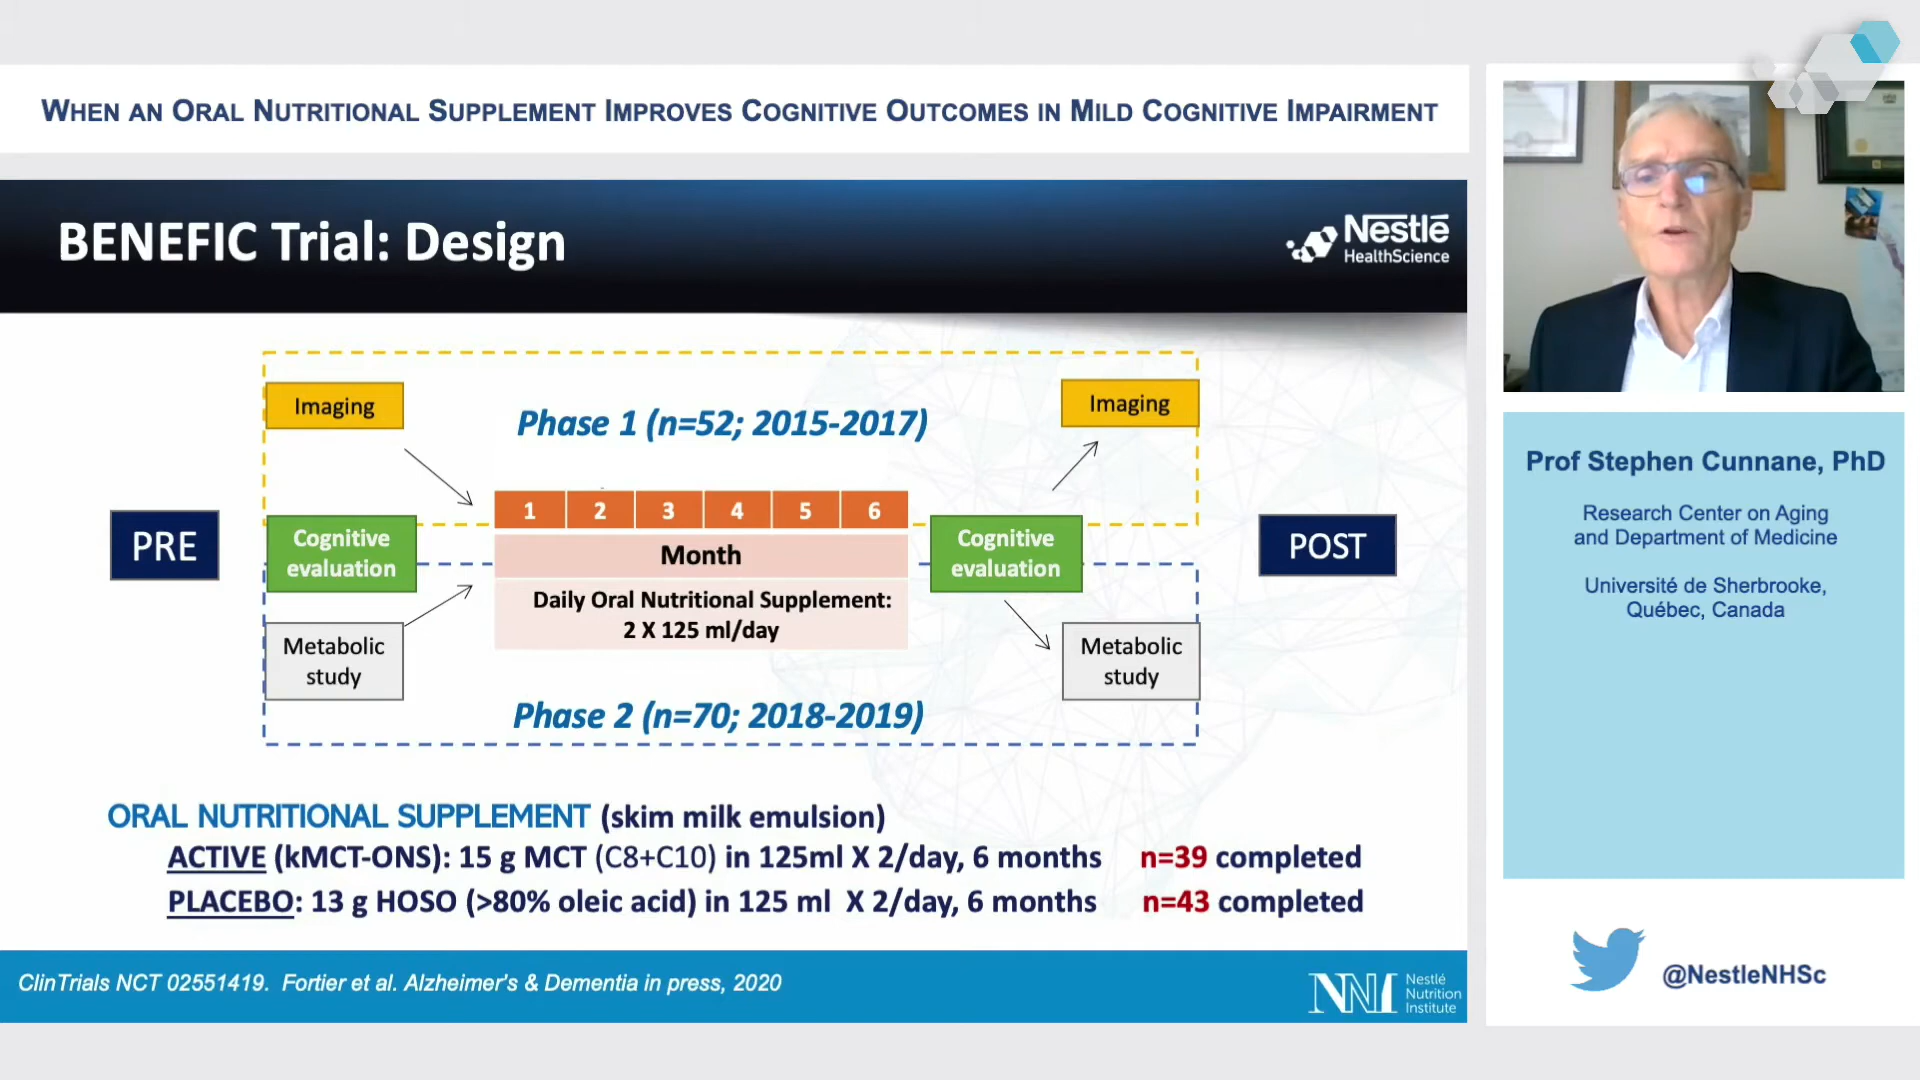 WHEN AN ORAL NUTRITIONAL SUPPLEMENT IMPROVES COGNITIVE OUTCOMES IN MILD COGNITIVE IMPAIRMENT
BENEFIC Trial: Design
Nestlé
HealthScience
Imaging
Phase 1 (n=52; 2015-2017)
Imaging
PRE
Cognitive
evaluation
1 2 3 4 5 6
Month
Daily Oral Nutritional Supplement:
2 X 125 ml/day
Cognitive
evaluation
POST
Metabolic
study
Metabolic
study
Phase 2 (n=70; 2018-2019)
ORAL NUTRITIONAL SUPPLEMENT (skim milk emulsion)
ACTIVE (kMCT-ONS): 15 g MCT (C8+C10) in 125ml X 2/day, 6 months n=39 completed
PLACEBO: 13 g HOSO (>80% oleic acid) in 125 ml X 2/day, 6 months n=43 completed
ClinTrials NCT 02551419. Fortier et al. Alzheimer's & Dementia in press, 2020
NNI
Nestlé
Nutrition
Institute
Prof Stephen Cunnane, PhD
Research Center on Aging
and Department of Medicine
Université de Sherbrooke,
Québec, Canada
@NestleNHSc